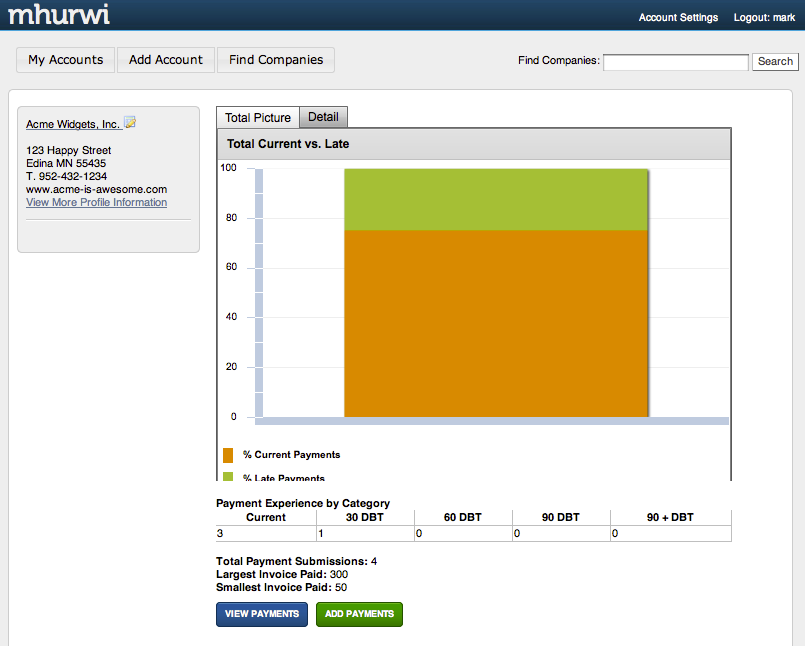 mhurwi
Account Settings Logout: mark
My Accounts Add Account Find Companies
Find Companies: Search
Acme Widgets, Inc.
123 Happy Street
Edina MN 55435
T. 952-432-1234
www.acme-is-awesome.com
View More Profile Information
Total Picture Detail
Total Current vs. Late
100
80
60
40
20
0
% Current Payments
% Late Payments
Payment Experience by Category
Current 30 DBT 60 DBT 90 DBT 90 + DBT
3 1 0 0 0
Total Payment Submissions: 4
Largest Invoice Paid: 300
Smallest Invoice Paid: 50
VIEW PAYMENTS ADD PAYMENTS